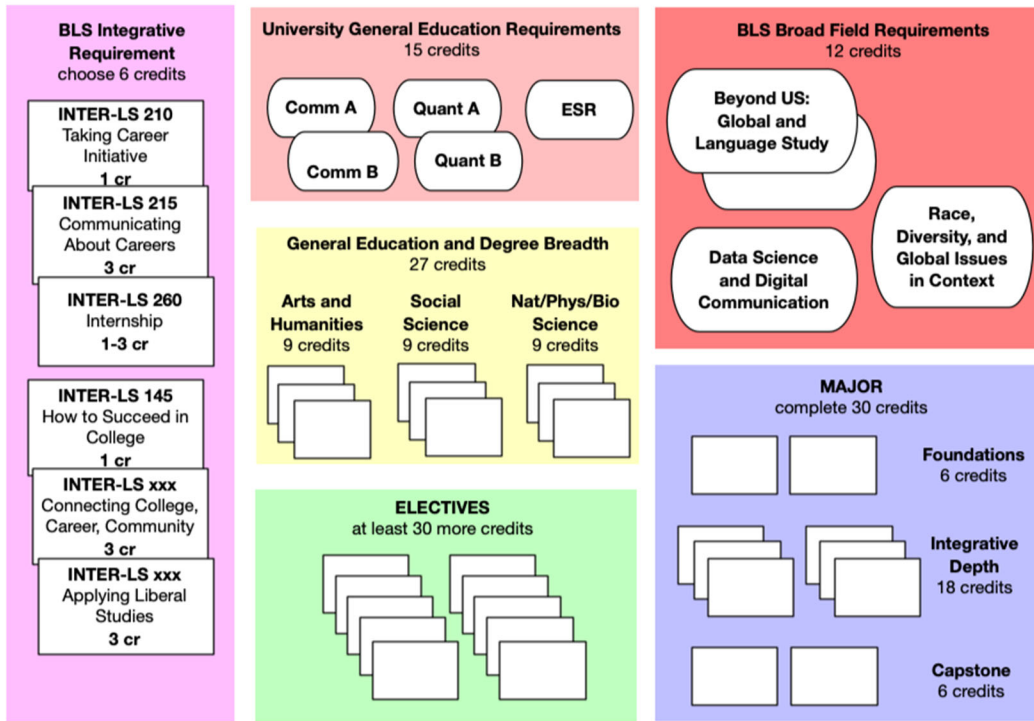 BLS Integrative
Requirement
choose 6 credits
INTER-LS 210
Taking Career
Initiative
1 cr
INTER-LS 215
Communicating
About Careers
3 cr
INTER-LS 260
Internship
1-3 cr
INTER-LS 145
How to Succeed in
College
1 cr
INTER-LS xxx
Connecting College,
Career, Community
3 cr
INTER-LS xxx
Applying Liberal
Studies
3 cr
University General Education Requirements
15 credits
Comm A
Quant A
ESR
Comm B
Quant B
General Education and Degree Breadth
27 credits
Arts and
Humanities
9 credits
Social
Science
9 credits
Nat/Phys/Bio
Science
9 credits
ELECTIVES
at least 30 more credits
BLS Broad Field Requirements
12 credits
Beyond US:
Global and
Language Study
Race,
Diversity, and
Global Issues
in Context
Data Science
and Digital
Communication
MAJOR
complete 30 credits
Foundations
6 credits
Integrative
Depth
18 credits
Capstone
6 credits